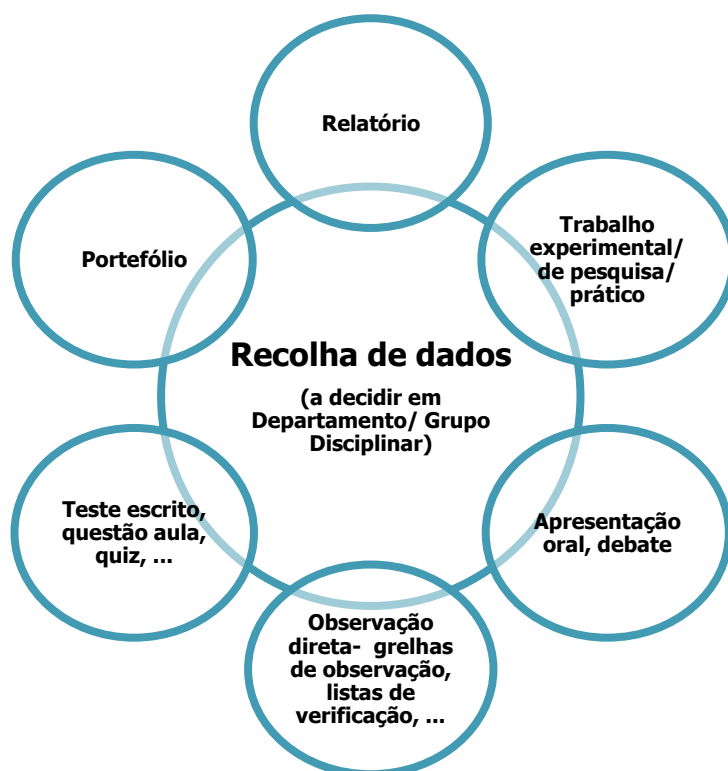 Relatório
Trabalho
experimental/
de pesquisa/
prático
Portefólio
Recolha de dados
(a decidir em
Departamento/ Grupo
Disciplinar)
Teste escrito,
questão aula,
quiz, ...
Apresentação
oral, debate
Observação
direta- grelhas
de observação,
listas de
verificação, ...